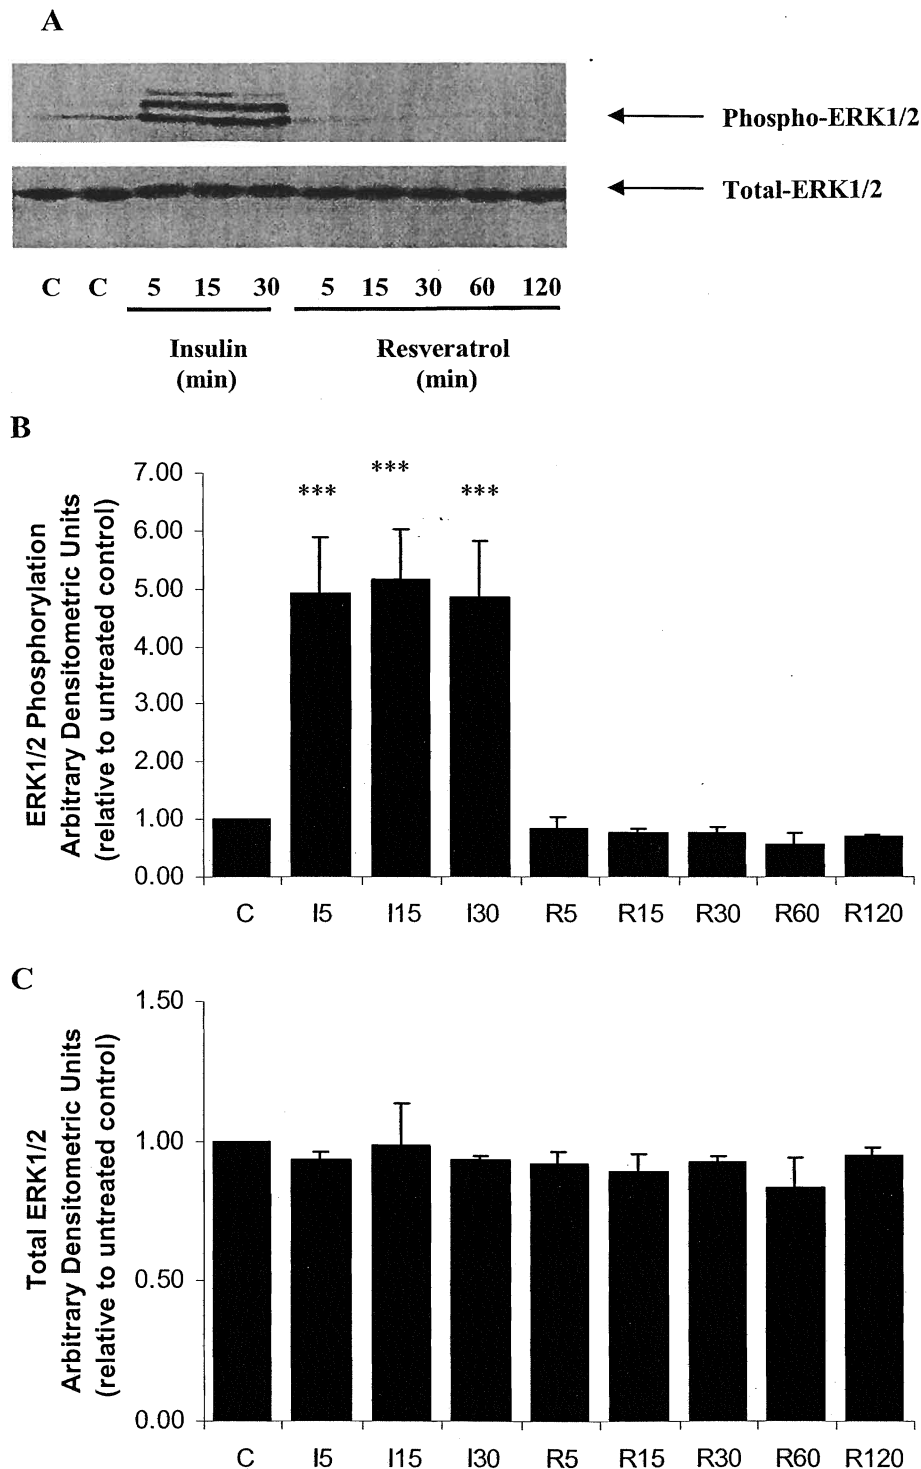 A
Phospho-ERK1/2
Total-ERK1/2
C C 5 15 30 5 15 30 60 120
Insulin Resveratrol
(min) (min)
B
ERK1/2 Phosphorylation
Arbitrary Densitometric Units
(relative to untreated control)
7.00
***
*** ***
6.00
5.00
4.00
3.00
2.00
1.00
0.00
C I5 I15 I30 R5 R15 R30 R60 R120
C
Total ERK1/2
Arbitrary Densitometric Units
(relative to untreated control)
1.50
1.00
0.50
0.00
C I5 I15 I30 R5 R15 R30 R60 R120